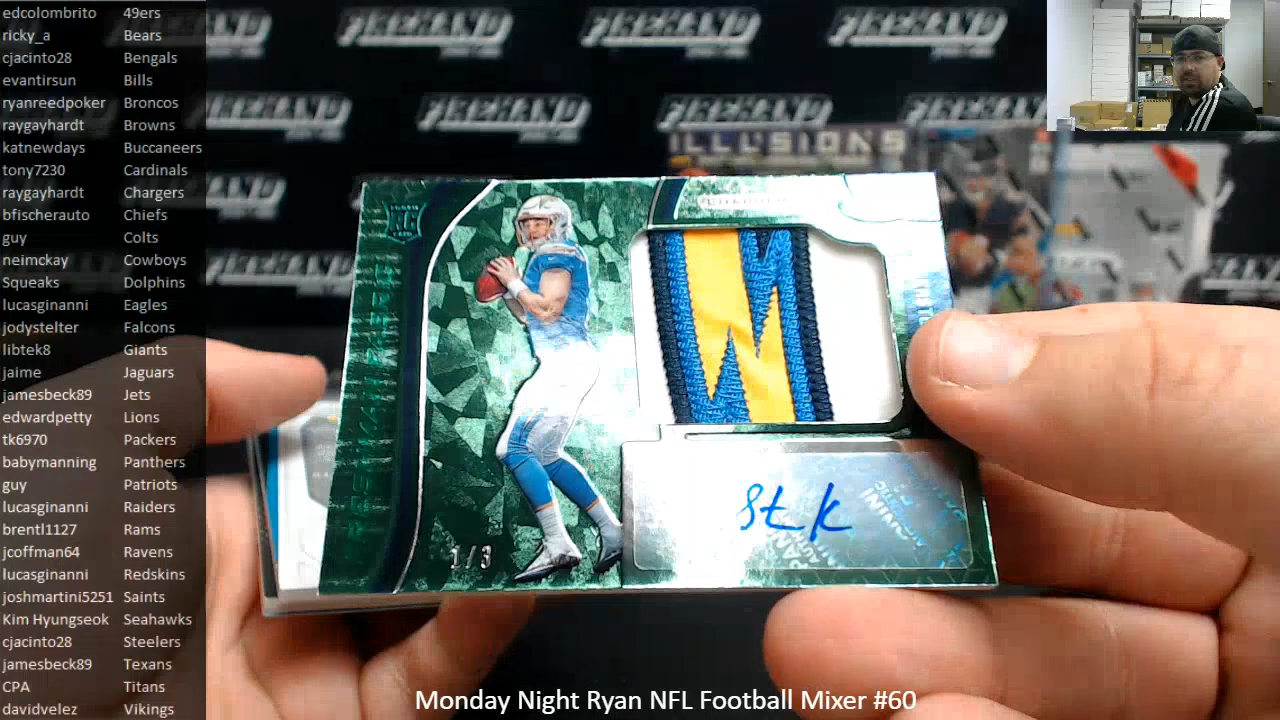 edcolombrito 49ers
ricky_a Bears
cjacinto28 Bengals
evantirsun Bills
ryanreedpoker Broncos
raygayhardt Browns
katnewdays Buccaneers
tony7230 Cardinals
raygayhardt Chargers
bfischerauto Chiefs
guy Colts
neimckay Cowboys
Squeaks Dolphins
lucasginanni Eagles
jodystelter Falcons
libtek8 Giants
jaime Jaguars
jamesbeck89 Jets
edwardpetty Lions
tk6970 Packers
babymanning Panthers
guy Patriots
lucasginanni Raiders
brentl1127 Rams
jcoffman64 Ravens
lucasginanni Redskins
joshmartini5251 Saints
Kim Hyungseok Seahawks
cjacinto28 Steelers
jamesbeck89 Texans
CPA Titans
davidvelez Vikings
ILLUSIONS
RC
1/3
St K
PANINI
Monday Night Ryan NFL Football Mixer #60